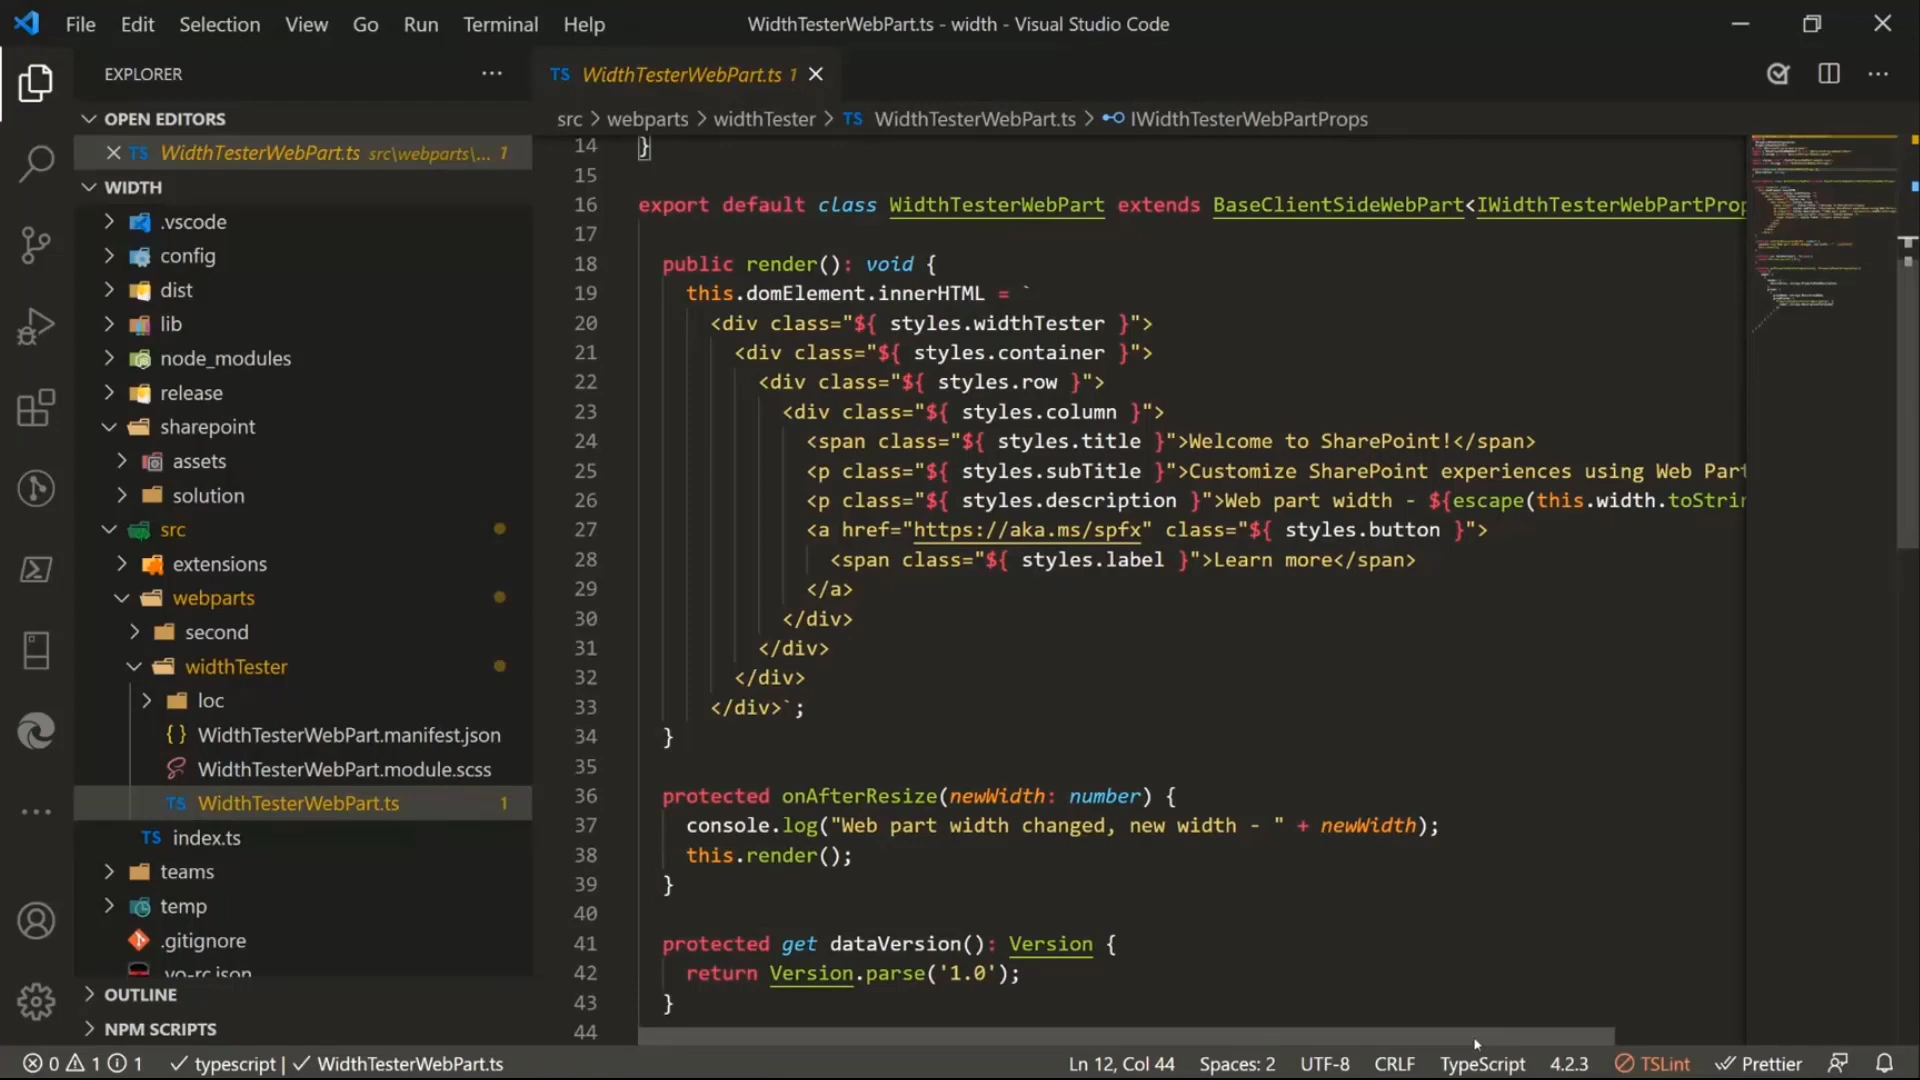 File Edit Selection View Go Run Terminal Help
WidthTesterWebPart.ts - width - Visual Studio Code
EXPLORER
OPEN EDITORS
TS WidthTesterWebPart.ts src\webparts\... 1
WIDTH
.vscode
config
dist
lib
node_modules
release
sharepoint
assets
solution
src
extensions
webparts
second
widthTester
loc
{ } WidthTesterWebPart.manifest.json
WidthTesterWebPart.module.scss
TS WidthTesterWebPart.ts 1
TS index.ts
teams
temp
.gitignore
.yo-rc.json
OUTLINE
NPM SCRIPTS
TS WidthTesterWebPart.ts 1
src > webparts > widthTester > TS WidthTesterWebPart.ts > IWidthTesterWebPartProps
14 }
15
16 export default class WidthTesterWebPart extends BaseClientSideWebPart<IWidthTesterWebPartProp
17
18 public render(): void {
19 this.domElement.innerHTML = `
20 <div class="${ styles.widthTester }">
21 <div class="${ styles.container }">
22 <div class="${ styles.row }">
23 <div class="${ styles.column }">
24 <span class="${ styles.title }">Welcome to SharePoint!</span>
25 <p class="${ styles.subTitle }">Customize SharePoint experiences using Web Part
26 <p class="${ styles.description }">Web part width - ${escape(this.width.toStrin
27 <a href="https://aka.ms/spfx" class="${ styles.button }">
28 <span class="${ styles.label }">Learn more</span>
29 </a>
30 </div>
31 </div>
32 </div>
33 </div>`;
34 }
35
36 protected onAfterResize(newWidth: number) {
37 console.log("Web part width changed, new width - " + newWidth);
38 this.render();
39 }
40
41 protected get dataVersion(): Version {
42 return Version.parse('1.0');
43 }
44
0 1 1 typescript | WidthTesterWebPart.ts
Ln 12, Col 44 Spaces: 2 UTF-8 CRLF TypeScript 4.2.3 TSLint Prettier